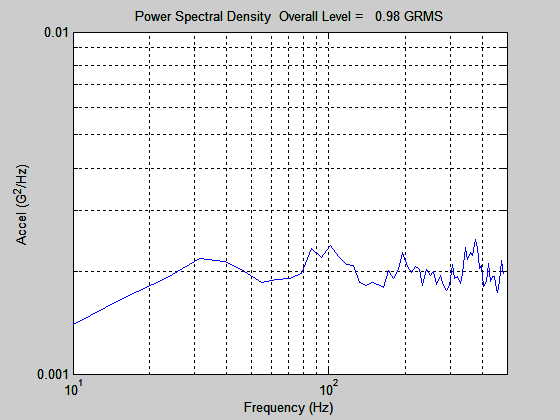 Power Spectral Density  Overall Level =   0.98 GRMS
0.01
Accel (G²/Hz)
0.001
10¹
10²
Frequency (Hz)